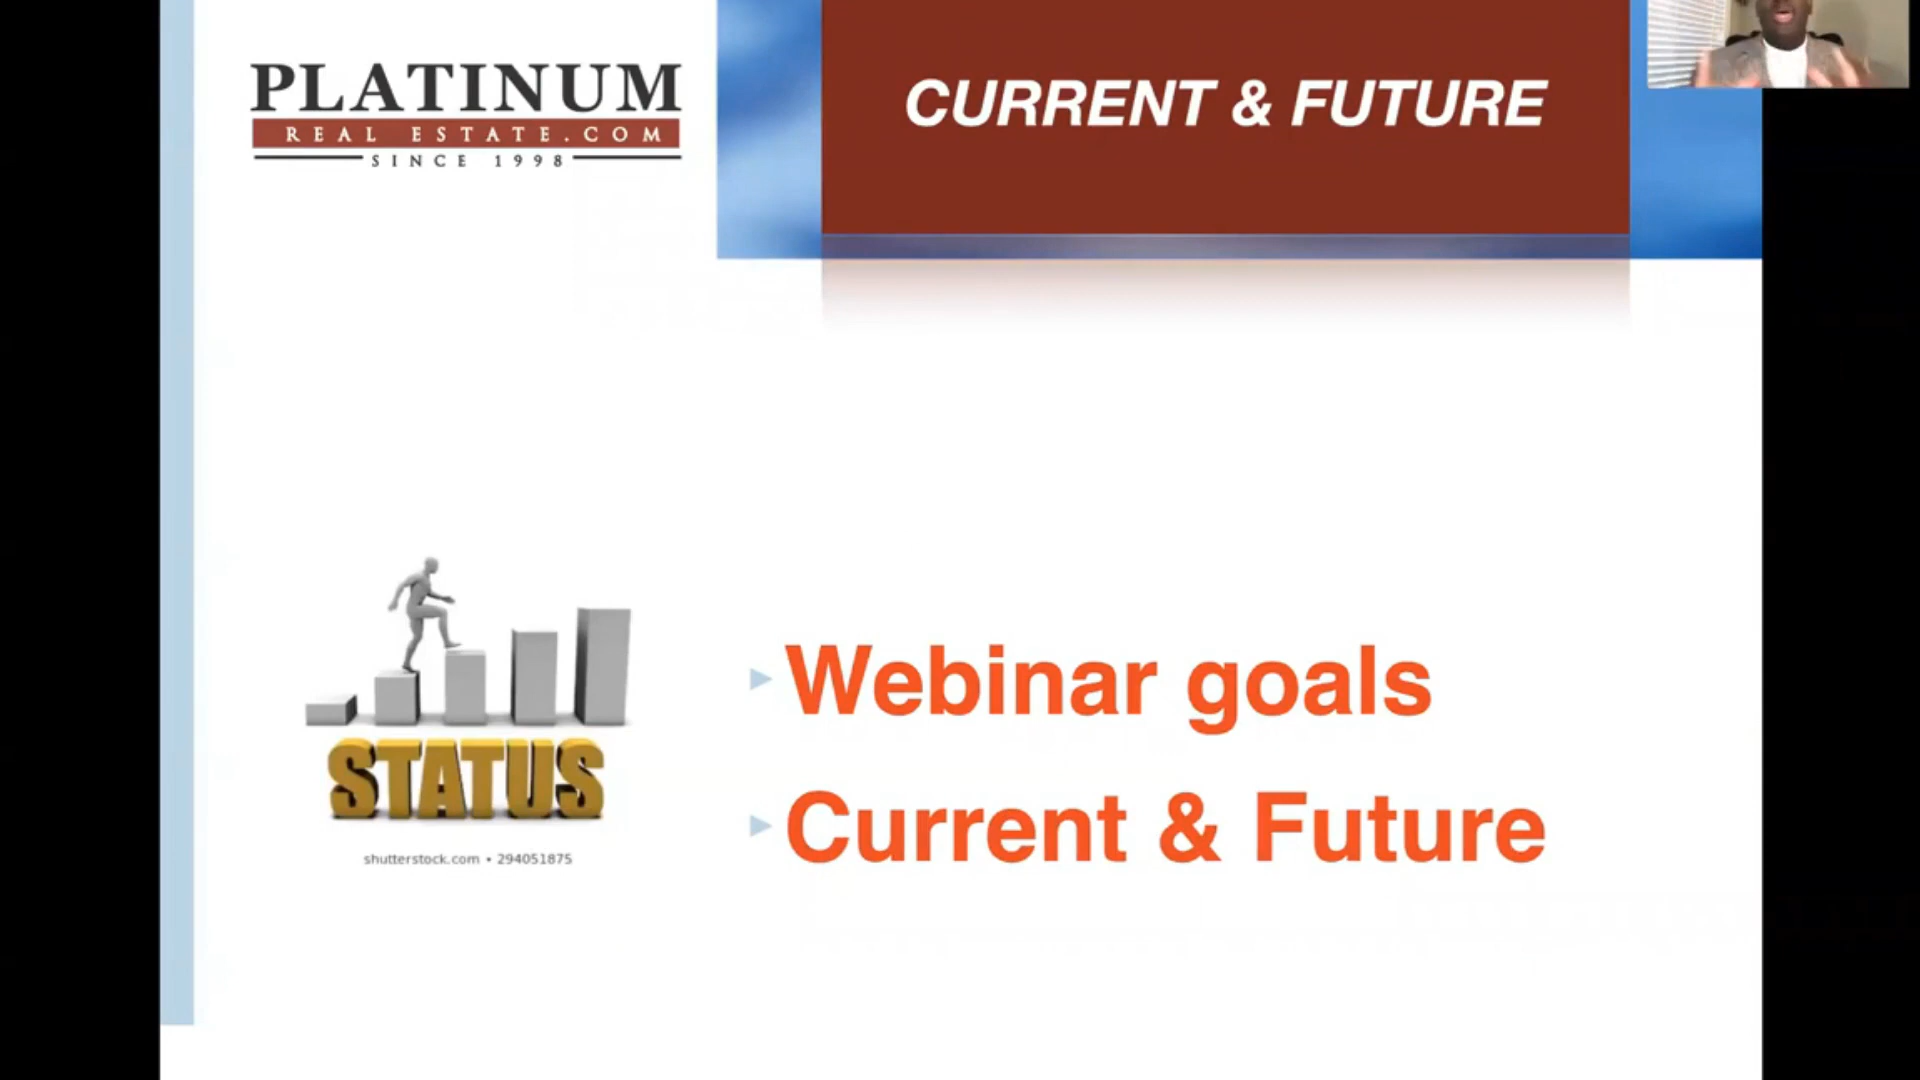 PLATINUM
REAL ESTATE.COM
SINCE 1998
CURRENT & FUTURE
STATUS
shutterstock.com • 294051875
Webinar goals
Current & Future